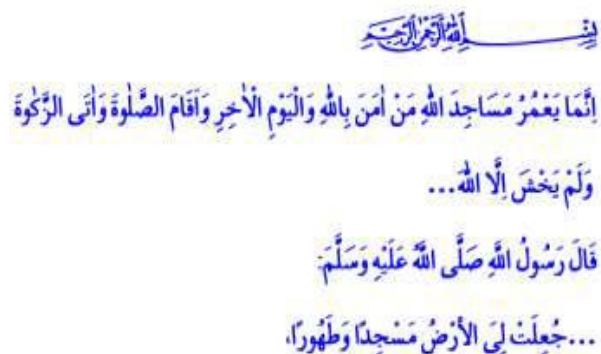 بِسْمِ اللّٰهِ الرَّحْمٰنِ الرَّحِيمِ
اِنَّمَا يَعْمُرُ مَسَاجِدَ اللّٰهِ مَنْ اٰمَنَ بِاللّٰهِ وَالْيَوْمِ الْاٰخِرِ وَاَقَامَ الصَّلٰوةَ وَاٰتَى الزَّكٰوةَ
وَلَمْ يَخْشَ اِلَّا اللّٰهَ...
قَالَ رَسُولُ اللَّهِ صَلَّى اللَّهُ عَلَيْهِ وَسَلَّمَ:
...جُعِلَتْ لِيَ الأَرْضُ مَسْجِدًا وَطَهُورًا،